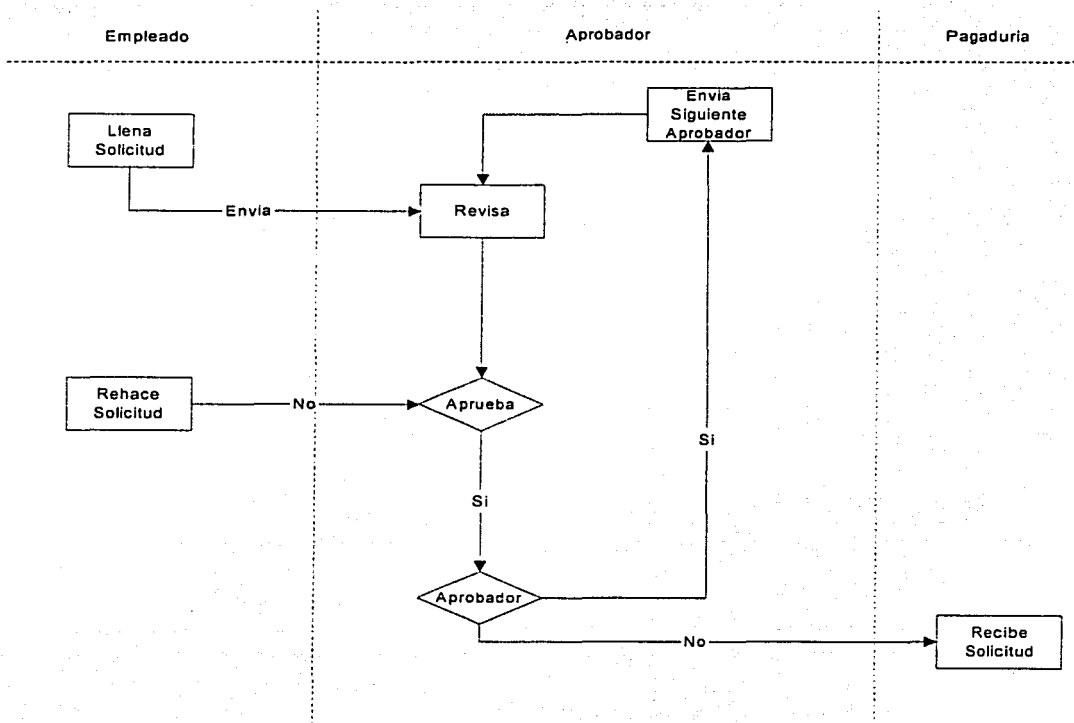 Empleado
Aprobador
Pagaduria
Llena
Solicitud
Envia
Siguiente
Aprobador
Envía
Revisa
Rehace
Solicitud
No
Aprueba
Si
Si
Aprobador
No
Recibe
Solicitud